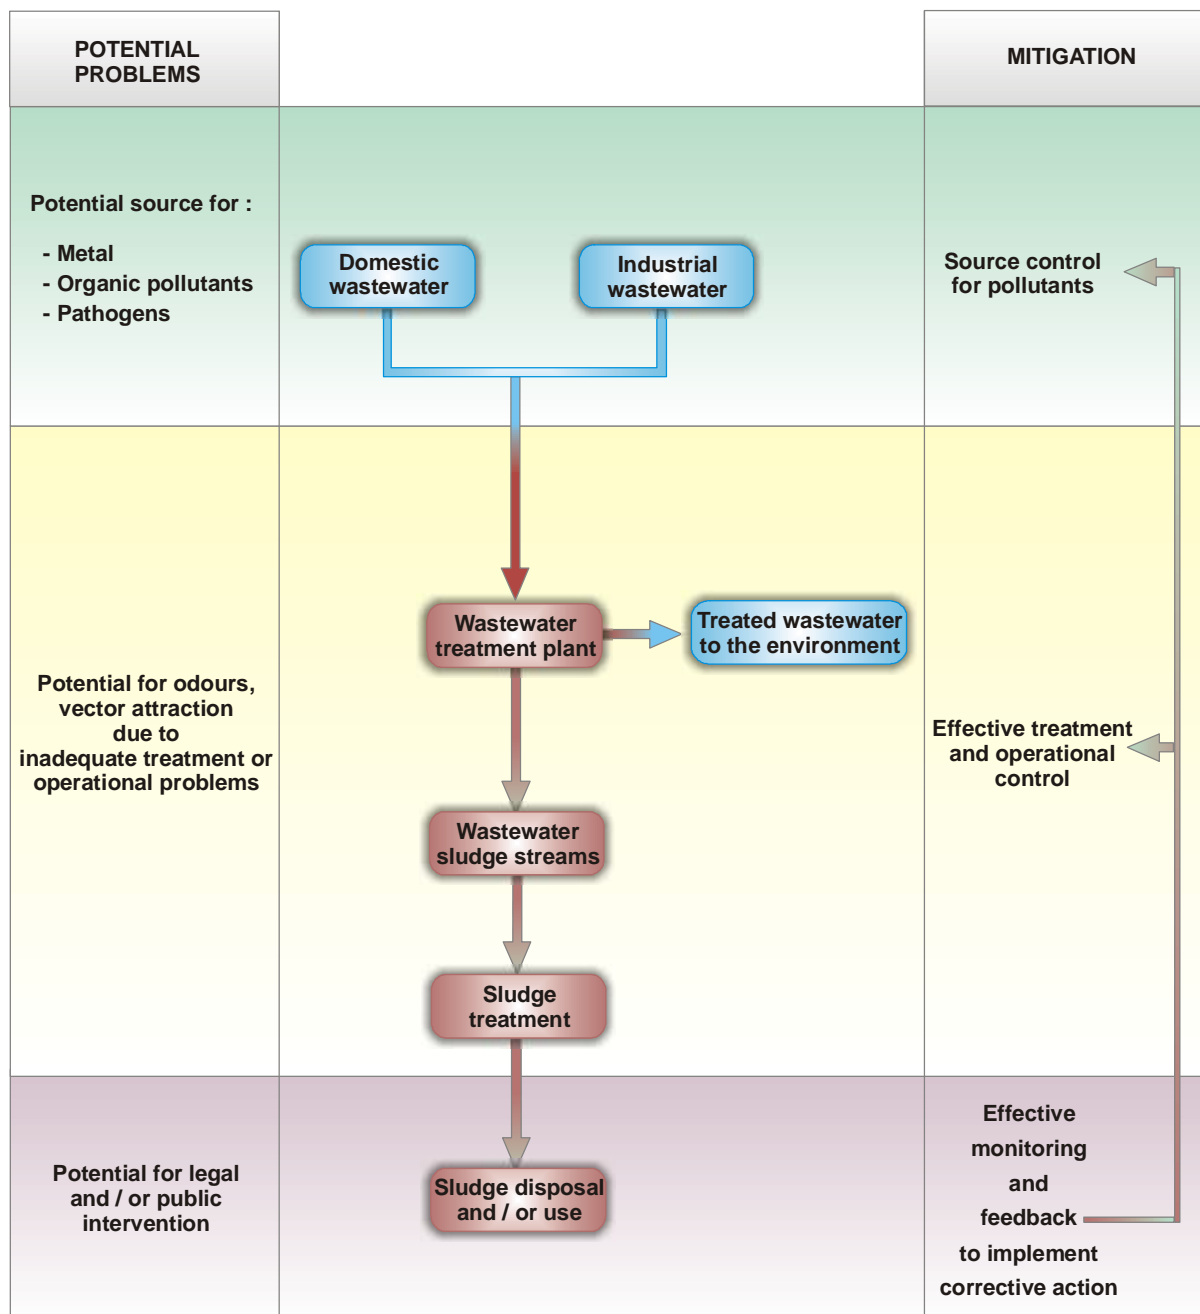 POTENTIAL
PROBLEMS
MITIGATION
Potential source for :
- Metal
- Organic pollutants
- Pathogens
Domestic
wastewater
Industrial
wastewater
Source control
for pollutants
Potential for odours,
vector attraction
due to
inadequate treatment or
operational problems
Wastewater
treatment plant
Treated wastewater
to the environment
Wastewater
sludge streams
Sludge
treatment
Effective treatment
and operational
control
Potential for legal
and / or public
intervention
Sludge disposal
and / or use
Effective
monitoring
and
feedback
to implement
corrective action